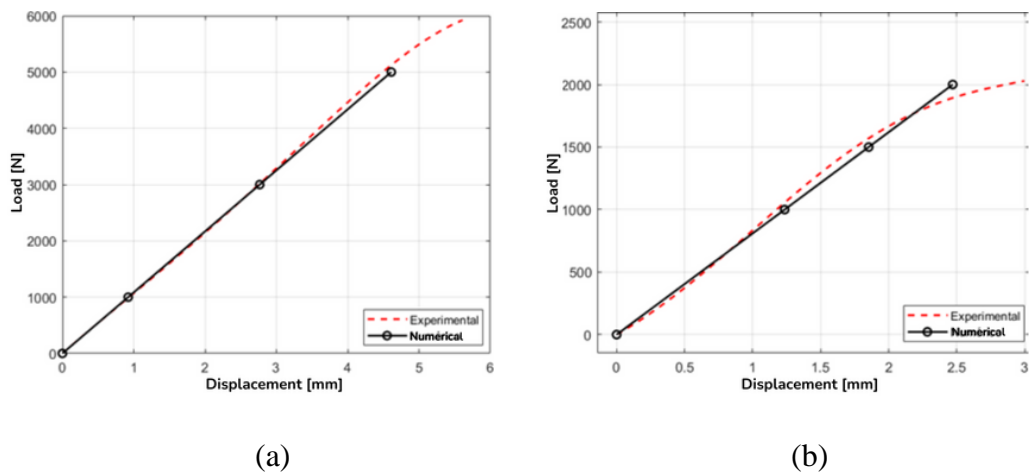 6000
5000
4000
3000
2000
1000
0
0 1 2 3 4 5 6
Load [N]
Displacement [mm]
Experimental
Numérical
(a)
2500
2000
1500
1000
500
0
0 0.5 1 1.5 2 2.5 3
Load [N]
Displacement [mm]
Experimental
Numérical
(b)